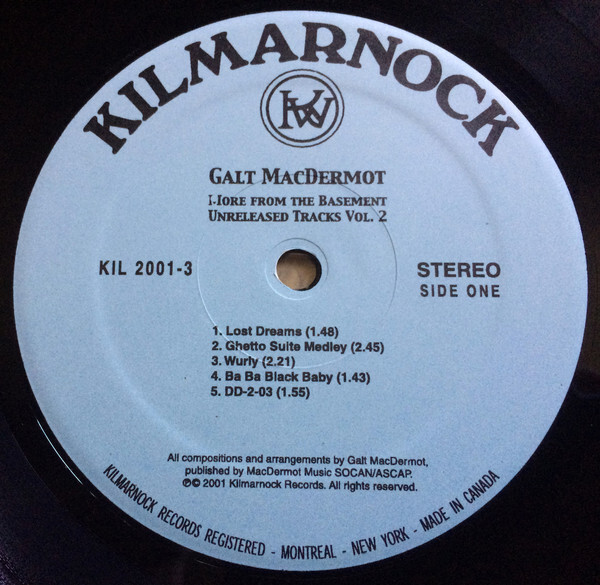 KILMARNOCK
KW
GALT MACDERMOT
MORE FROM THE BASEMENT
UNRELEASED TRACKS VOL. 2
KIL 2001-3
STEREO
SIDE ONE
1. Lost Dreams (1.48)
2. Ghetto Suite Medley (2.45)
3. Wurly (2.21)
4. Ba Ba Black Baby (1.43)
5. DD-2-03 (1.55)
All compositions and arrangements by Galt MacDermot,
published by MacDermot Music SOCAN/ASCAP.
℗© 2001 Kilmarnock Records. All rights reserved.
KILMARNOCK RECORDS REGISTERED - MONTREAL - NEW YORK - MADE IN CANADA